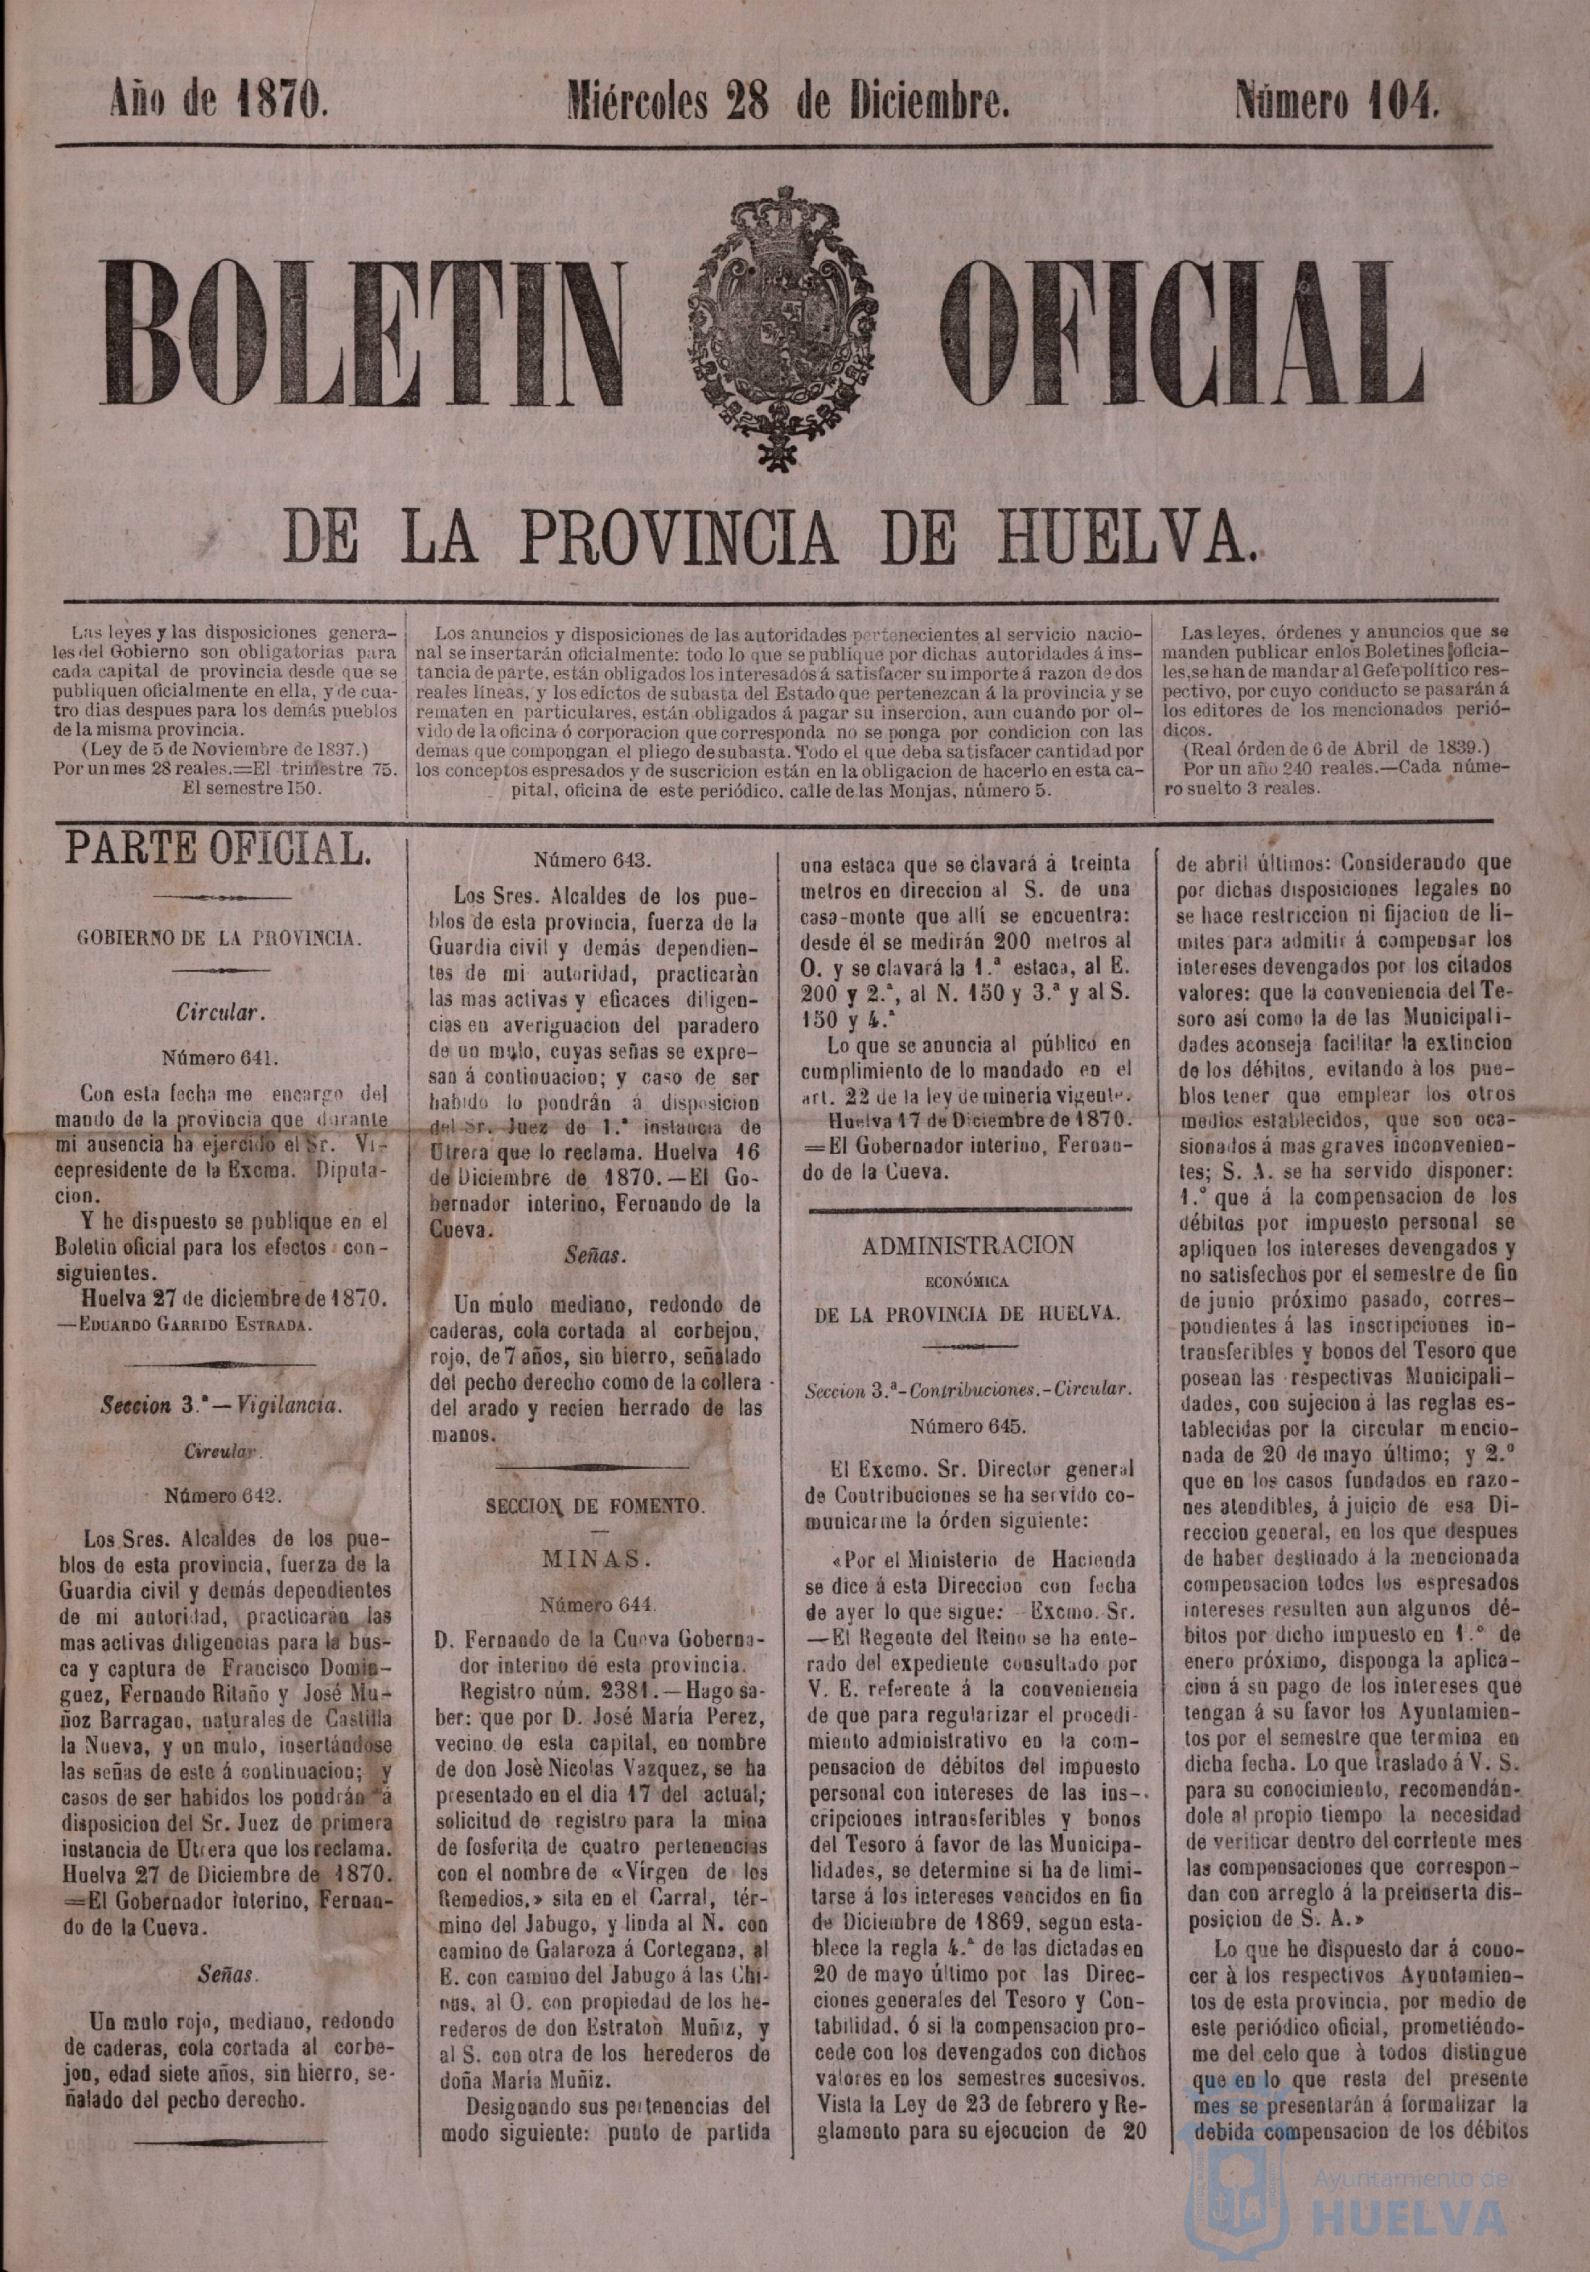 Año de 1870.
Miércoles 28 de Diciembre.
Número 104.
BOLETIN OFICIAL
DE LA PROVINCIA DE HUELVA.
Las leyes y las disposiciones genera-
les del Gobierno son obligatorias para
cada capital de provincia desde que se
publiquen oficialmente en ella, y de cua-
tro dias despues para los demás pueblos
de la misma provincia.
(Ley de 5 de Noviembre de 1837.)
Por un mes 28 reales.=El trimestre 75.
El semestre 150.
Los anuncios y disposiciones de las autoridades pertenecientes al servicio nacio-
nal se insertarán oficialmente: todo lo que se publique por dichas autoridades á ins-
tancia de parte, están obligados los interesados á satisfacer su importe á razon de dos
reales lineas, y los edictos de subasta del Estado que pertenezcan á la provincia y se
rematen en particulares, están obligados á pagar su insercion, aun cuando por ol-
vido de la oficina ó corporacion que corresponda no se ponga por condicion con las
demás que compongan el pliego de subasta. Todo el que deba satisfacer cantidad por
los conceptos espresados y de suscricion están en la obligacion de hacerlo en esta ca-
pital, oficina de este periódico, calle de las Monjas, número 5.
Las leyes, órdenes y anuncios que se
manden publicar en los Boletines oficia-
les, se han de mandar al Gefe político res-
pectivo, por cuyo conducto se pasarán á
los editores de los mencionados perió-
dicos.
(Real órden de 6 de Abril de 1839.)
Por un año 240 reales.—Cada núme-
ro suelto 3 reales.
PARTE OFICIAL.
GOBIERNO DE LA PROVINCIA.
Circular.
Número 641.
Con esta fecha me encargo del
mando de la provincia que durante
mi ausencia ha ejercido el Sr. Vi-
cepresidente de la Excma. Diputa-
cion.
Y he dispuesto se publique en el
Boletin oficial para los efectos con-
siguientes.
Huelva 27 de diciembre de 1870.
—EDUARDO GARRIDO ESTRADA.
Seccion 3.ª—Vigilancia.
Circular.
Número 642.
Los Sres. Alcaldes de los pue-
blos de esta provincia, fuerza de la
Guardia civil y demás dependientes
de mi autoridad, practicarán las
mas activas diligencias para la bus-
ca y captura de Francisco Domin-
guez, Fernando Ritaño y José Mu-
ñoz Barragan, naturales de Castilla
la Nueva, y un mulo, insertándose
las señas de este á continuacion; y
casos de ser habidos los pondrán á
disposicion del Sr. Juez de primera
instancia de Utrera que los reclama.
Huelva 27 de Diciembre de 1870.
=El Gobernador interino, Fernan-
do de la Cueva.
Señas.
Un mulo rojo, mediano, redondo
de caderas, cola cortada al corbe-
jon, edad siete años, sin hierro, se-
ñalado del pecho derecho.
Número 643.
Los Sres. Alcaldes de los pue-
blos de esta provincia, fuerza de la
Guardia civil y demás dependien-
tes de mi autoridad, practicaràn
las mas activas y eficaces diligen-
cias en averiguacion del paradero
de un mulo, cuyas señas se expre-
san á continuacion; y caso de ser
habido lo pondrán á disposicion
del Sr. Juez de 1.ª instancia de
Utrera que lo reclama. Huelva 16
de Diciembre de 1870.—El Go-
bernador interino, Fernando de la
Cueva.
Señas.
Un mulo mediano, redondo de
caderas, cola cortada al corbejon,
rojo, de 7 años, sin hierro, señalado
del pecho derecho como de la collera
del arado y recien herrado de las
manos.
SECCION DE FOMENTO.
MINAS.
Número 644.
D. Fernando de la Cueva Goberna-
dor interino de esta provincia.
Registro núm. 2381.—Hago sa-
ber: que por D. José María Perez,
vecino de esta capital, en nombre
de don Josè Nicolas Vazquez, se ha
presentado en el dia 17 del actual;
solicitud de registro para la mina
de fosforita de cuatro pertenencias
con el nombre de «Vírgen de los
Remedios,» sita en el Carral, tér-
mino del Jabugo, y linda al N. con
camino de Galaroza á Cortegana, al
E. con camino del Jabugo á las Chi-
nas, al O. con propiedad de los he-
rederos de don Estraton Muñiz, y
al S. con otra de los herederos de
doña María Muñiz.
Designando sus pertenencias del
modo siguiente: punto de partida
una estaca que se clavará á treinta
metros en direccion al S. de una
casa-monte que allí se encuentra:
desde él se medirán 200 metros al
O. y se clavará la 1.ª estaca, al E.
200 y 2.ª, al N. 150 y 3.ª y al S.
150 y 4.ª
Lo que se anuncia al público en
cumplimiento de lo mandado en el
art. 22 de la ley de minería vigente.
Huelva 17 de Diciembre de 1870.
=El Gobernador interino, Fernan-
do de la Cueva.
ADMINISTRACION
ECONÓMICA
DE LA PROVINCIA DE HUELVA.
Seccion 3.ª-Contribuciones.-Circular.
Número 645.
El Excmo. Sr. Director general
de Contribuciones se ha servido co-
municarme la órden siguiente:
«Por el Ministerio de Hacienda
se dice á esta Direccion con fecha
de ayer lo que sigue: Excmo. Sr.
—El Regente del Reino se ha ente-
rado del expediente consultado por
V. E. referente á la conveniencia
de que para regularizar el procedi-
miento administrativo en la com-
pensacion de débitos del impuesto
personal con intereses de las ins-
cripciones intransferibles y bonos
del Tesoro á favor de las Municipa-
lidades, se determine si ha de limi-
tarse á los intereses vencidos en fin
de Diciembre de 1869, segun esta-
blece la regla 4.ª de las dictadas en
20 de mayo último por las Direc-
ciones generales del Tesoro y Con-
tabilidad, ó si la compensacion pro-
cede con los devengados con dichos
valores en los semestres sucesivos.
Vista la Ley de 23 de febrero y Re-
glamento para su ejecucion de 20
de abril últimos: Considerando que
por dichas disposiciones legales no
se hace restriccion ni fijacion de lí-
mites para admitir á compensar los
intereses devengados por los citados
valores: que la conveniencia del Te-
soro así como la de las Municipali-
dades aconseja facilitar la extincion
de los débitos, evitando à los pue-
blos tener que emplear los otros
medios establecidos, que son oca-
sionados á mas graves inconvenien-
tes; S. A. se ha servido disponer:
1.º que á la compensacion de los
débitos por impuesto personal se
apliquen los intereses devengados y
no satisfechos por el semestre de fin
de junio próximo pasado, corres-
pondientes á las inscripciones in-
transferibles y bonos del Tesoro que
posean las respectivas Municipali-
dades, con sujecion á las reglas es-
tablecidas por la circular mencio-
nada de 20 de mayo último; y 2.º
que en los casos fundados en razo-
nes atendibles, á juicio de esa Di-
reccion general, en los que despues
de haber destinado á la mencionada
compensacion todos los espresados
intereses resulten aun algunos dé-
bitos por dicho impuesto en 1.º de
enero próximo, disponga la aplica-
cion á su pago de los intereses que
tengan á su favor los Ayuntamien-
tos por el semestre que termina en
dicha fecha. Lo que traslado á V. S.
para su conocimiento, recomendán-
dole al propio tiempo la necesidad
de verificar dentro del corriente mes
las compensaciones que correspon-
dan con arreglo á la preinserta dis-
posicion de S. A.»
Lo que he dispuesto dar á cono-
cer à los respectivos Ayuntamien-
tos de esta provincia, por medio de
este periódico oficial, prometiéndo-
me del celo que à todos distingue
que en lo que resta del presente
mes se presentarán á formalizar la
debida compensacion de los débitos
Ayuntamiento de
HUELVA